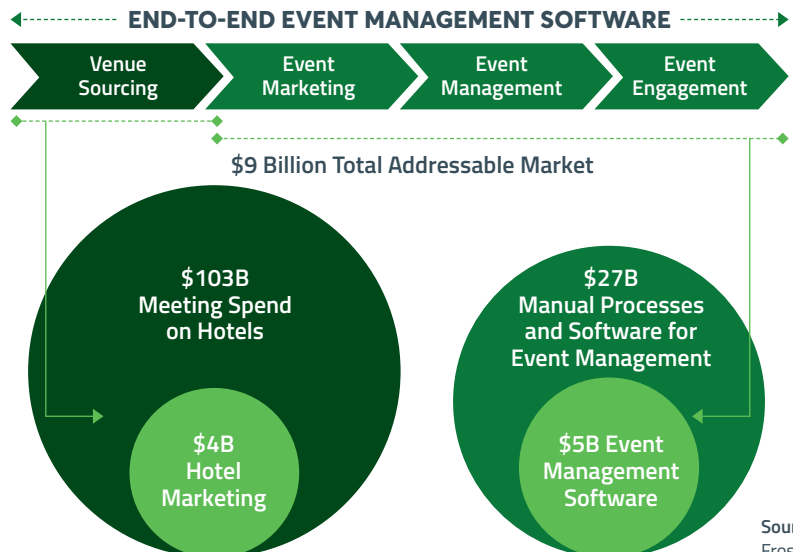 END-TO-END EVENT MANAGEMENT SOFTWARE
Venue
Sourcing
Event
Marketing
Event
Management
Event
Engagement
$9 Billion Total Addressable Market
$103B
Meeting Spend
on Hotels
$27B
Manual Processes
and Software for
Event Management
$4B
Hotel
Marketing
$5B Event
Management
Software